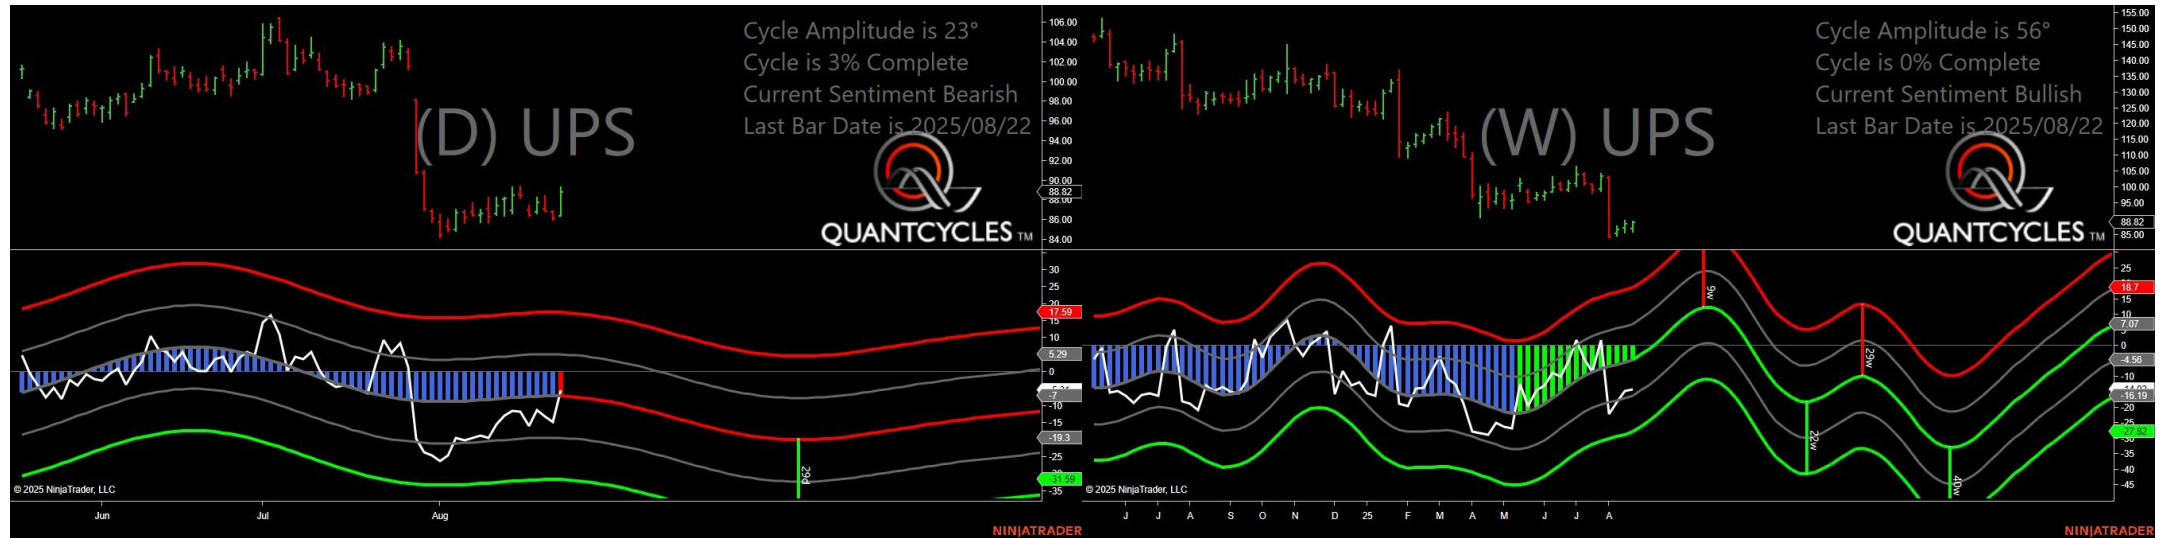 Cycle Amplitude is 23°
Cycle is 3% Complete
Current Sentiment Bearish
Last Bar Date is 2025/08/22
(D) UPS
QUANTCYCLES TM
106.00
104.00
102.00
100.00
98.00
96.00
94.00
92.00
90.00
88.82
88.00
86.00
84.00
30
25
20
17.59
15
10
5.29
0
-7
-10
-15
-19.3
-25
-31.59
-35
29d
© 2025 NinjaTrader, LLC
Jun
Jul
Aug
NINJATRADER
Cycle Amplitude is 56°
Cycle is 0% Complete
Current Sentiment Bullish
Last Bar Date is 2025/08/22
(W) UPS
QUANTCYCLES TM
155.00
150.00
145.00
140.00
135.00
130.00
125.00
120.00
115.00
110.00
105.00
100.00
95.00
88.82
85.00
25
18.7
15
10
7.07
0
-4.56
-10
-16.19
-20
-27.82
-35
-40
-45
9w
29w
22w
40w
© 2025 NinjaTrader, LLC
J
J
A
S
O
N
D
25
F
M
A
M
J
J
A
NINJATRADER